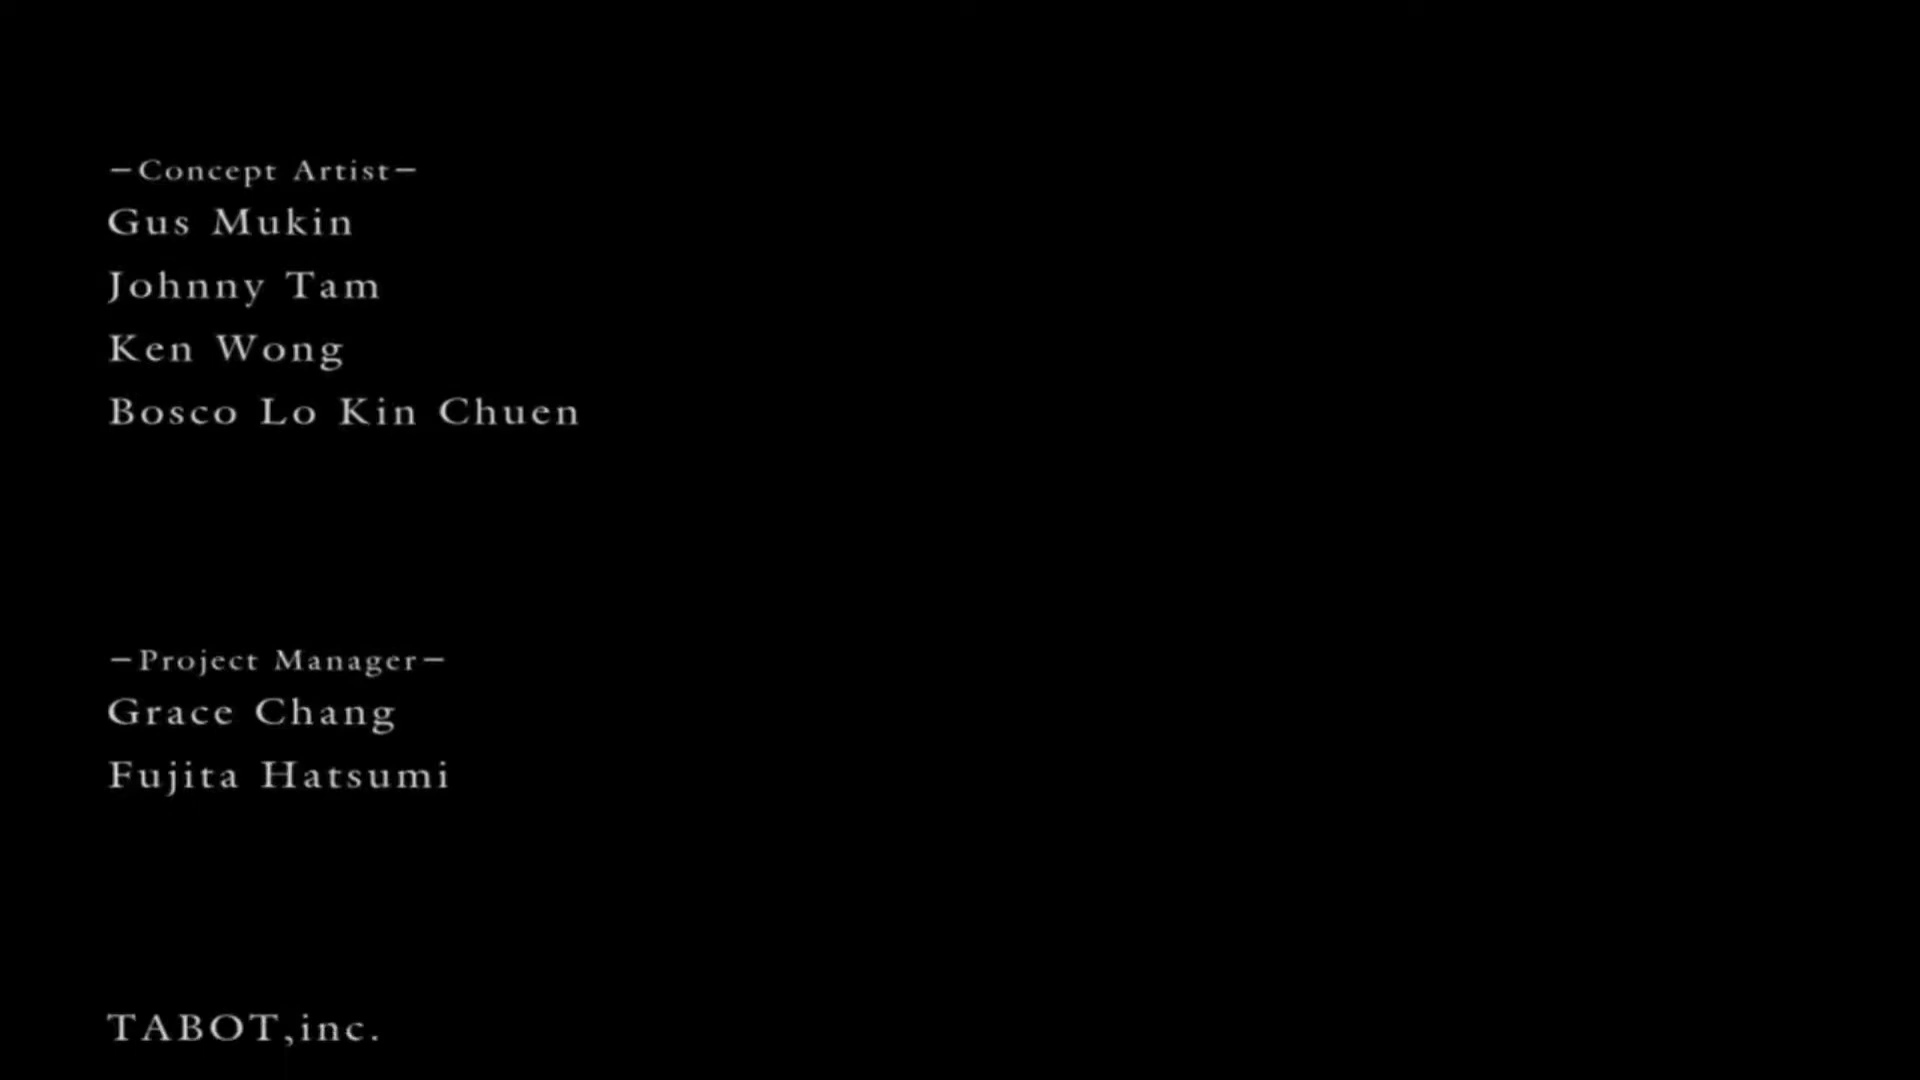 －Concept Artist－
Gus Mukin
Johnny Tam
Ken Wong
Bosco Lo Kin Chuen
－Project Manager－
Grace Chang
Fujita Hatsumi
TABOT,inc.